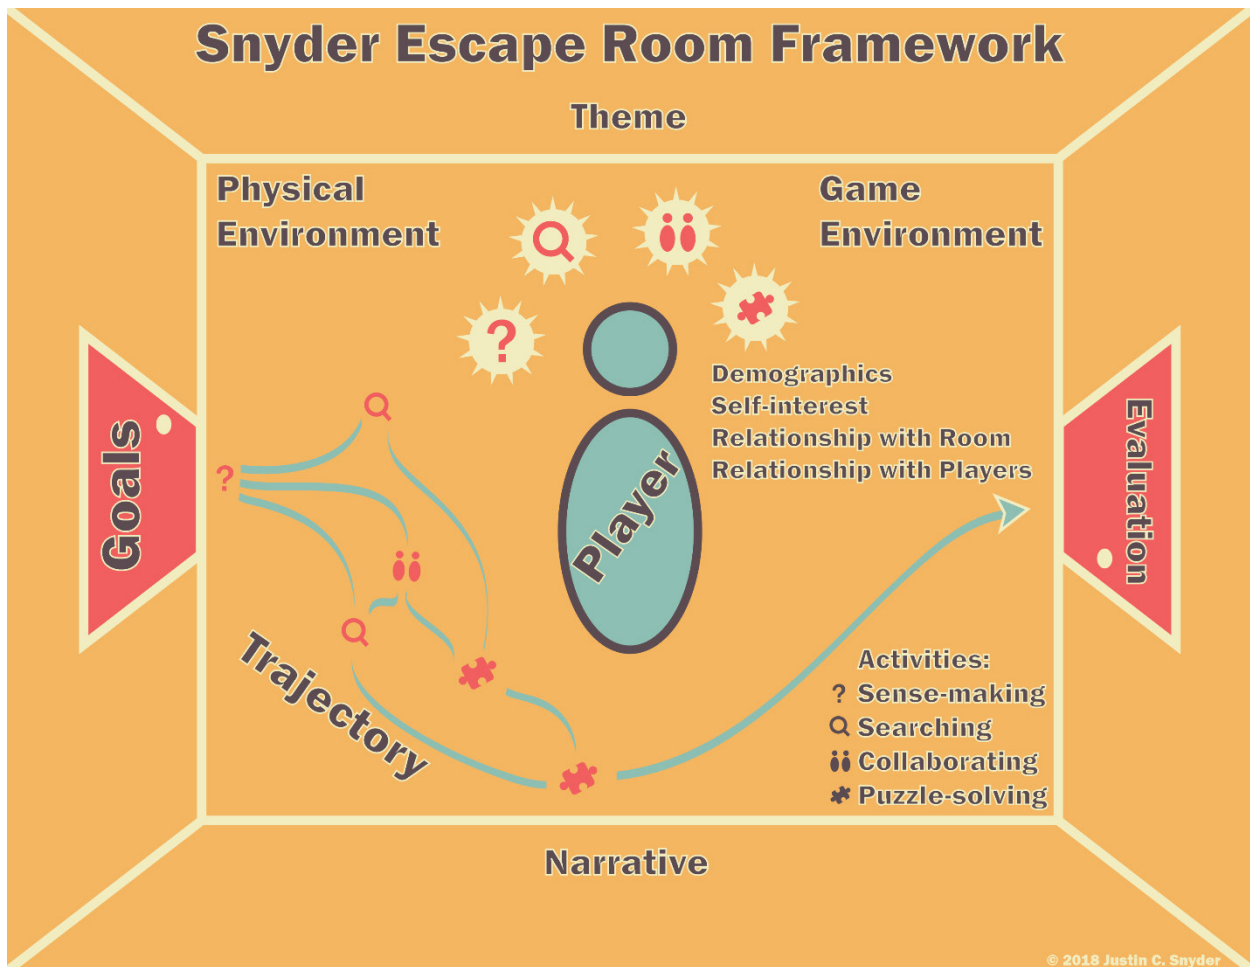 Snyder Escape Room Framework
Theme
Physical
Environment
Game
Environment
Demographics
Self-interest
Relationship with Room
Relationship with Players
Goals
Player
Evaluation
Trajectory
Activities:
? Sense-making
Searching
Collaborating
Puzzle-solving
Narrative
© 2018 Justin C. Snyder